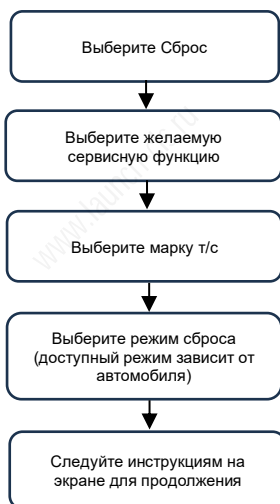 Выберите Сброс
Выберите желаемую
сервисную функцию
Выберите марку т/с
Выберите режим сброса
(доступный режим зависит от
автомобиля)
Следуйте инструкциям на
экране для продолжения